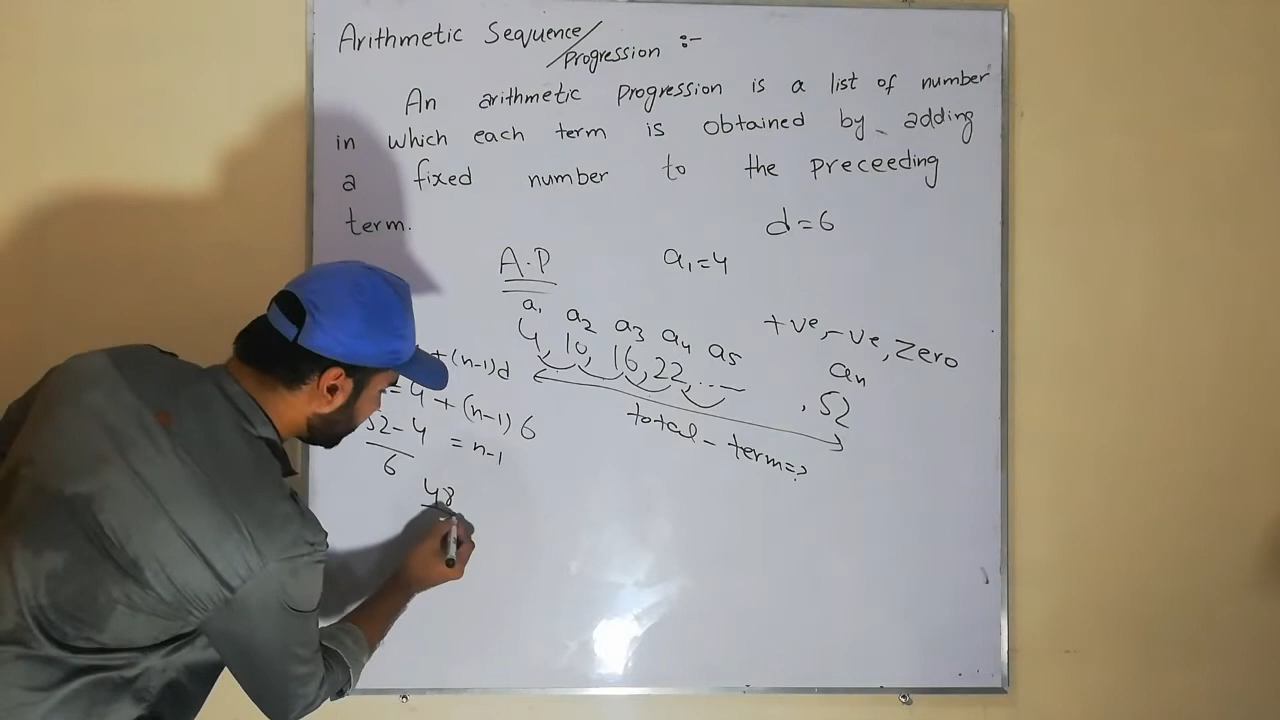 Arithmetic Sequence/
Progression :-
An arithmetic progression is a list of number
in which each term is obtained by adding
a fixed number to the preceeding
term.
d=6
A.P a₁=4
a₁ a₂ a₃ a₄ a₅
4, 10, 16, 22, ... , 52
+ve, -ve, Zero
aₙ
total - term=?
+(n-1)d
=4+(n-1)6
52-4/6 = n-1
48